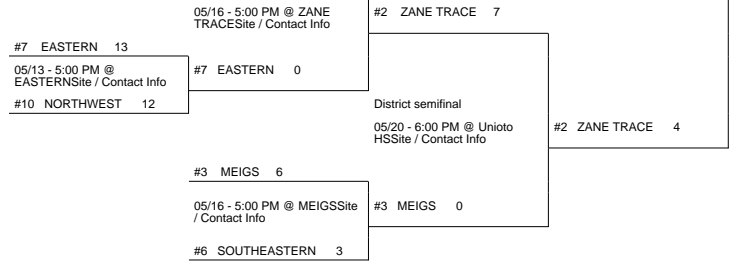 05/16 - 5:00 PM @ ZANE
TRACESite / Contact Info
#2 ZANE TRACE 7
#7 EASTERN 13
05/13 - 5:00 PM @
EASTERNSite / Contact Info
#7 EASTERN 0
#10 NORTHWEST 12
District semifinal
05/20 - 6:00 PM @ Unioto
HSSite / Contact Info
#2 ZANE TRACE 4
#3 MEIGS 6
05/16 - 5:00 PM @ MEIGSSite
/ Contact Info
#3 MEIGS 0
#6 SOUTHEASTERN 3